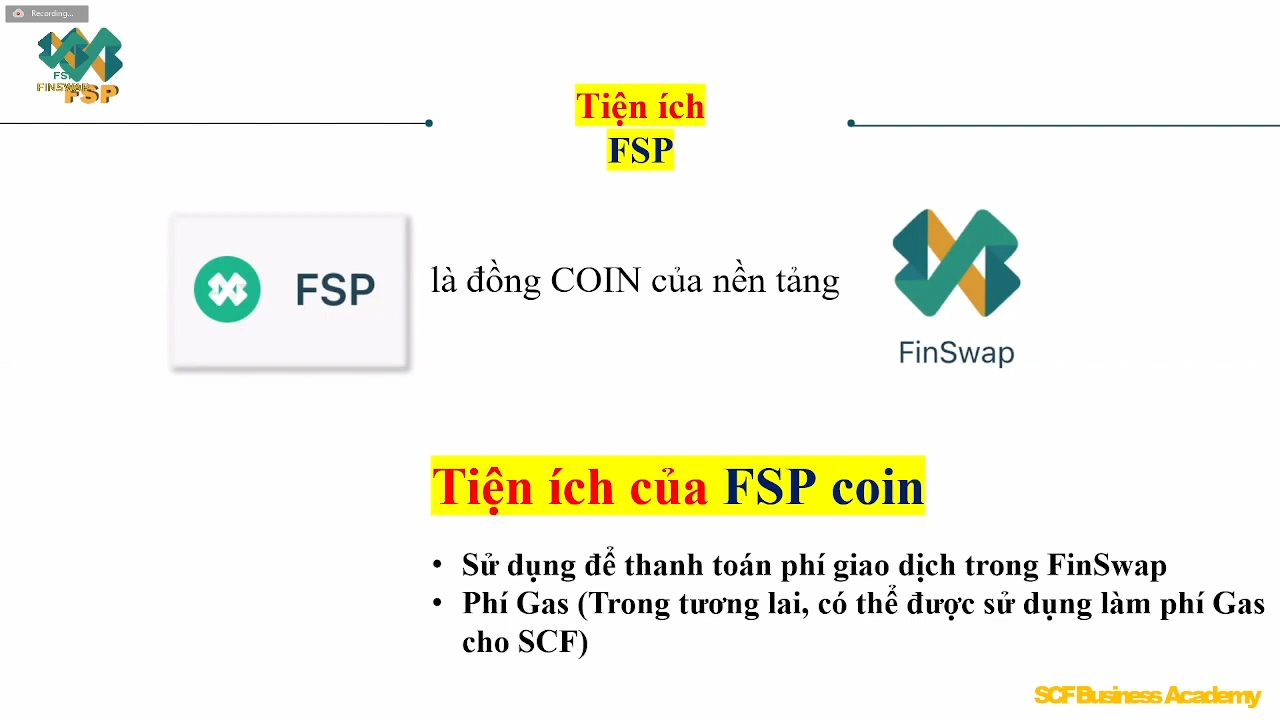 Recording...
FSP
FINSWAP
FSP
Tiện ích
FSP
FSP
là đồng COIN của nền tảng
FinSwap
Tiện ích của FSP coin
• Sử dụng để thanh toán phí giao dịch trong FinSwap
• Phí Gas (Trong tương lai, có thể được sử dụng làm phí Gas
cho SCF)
SCF Business Academy